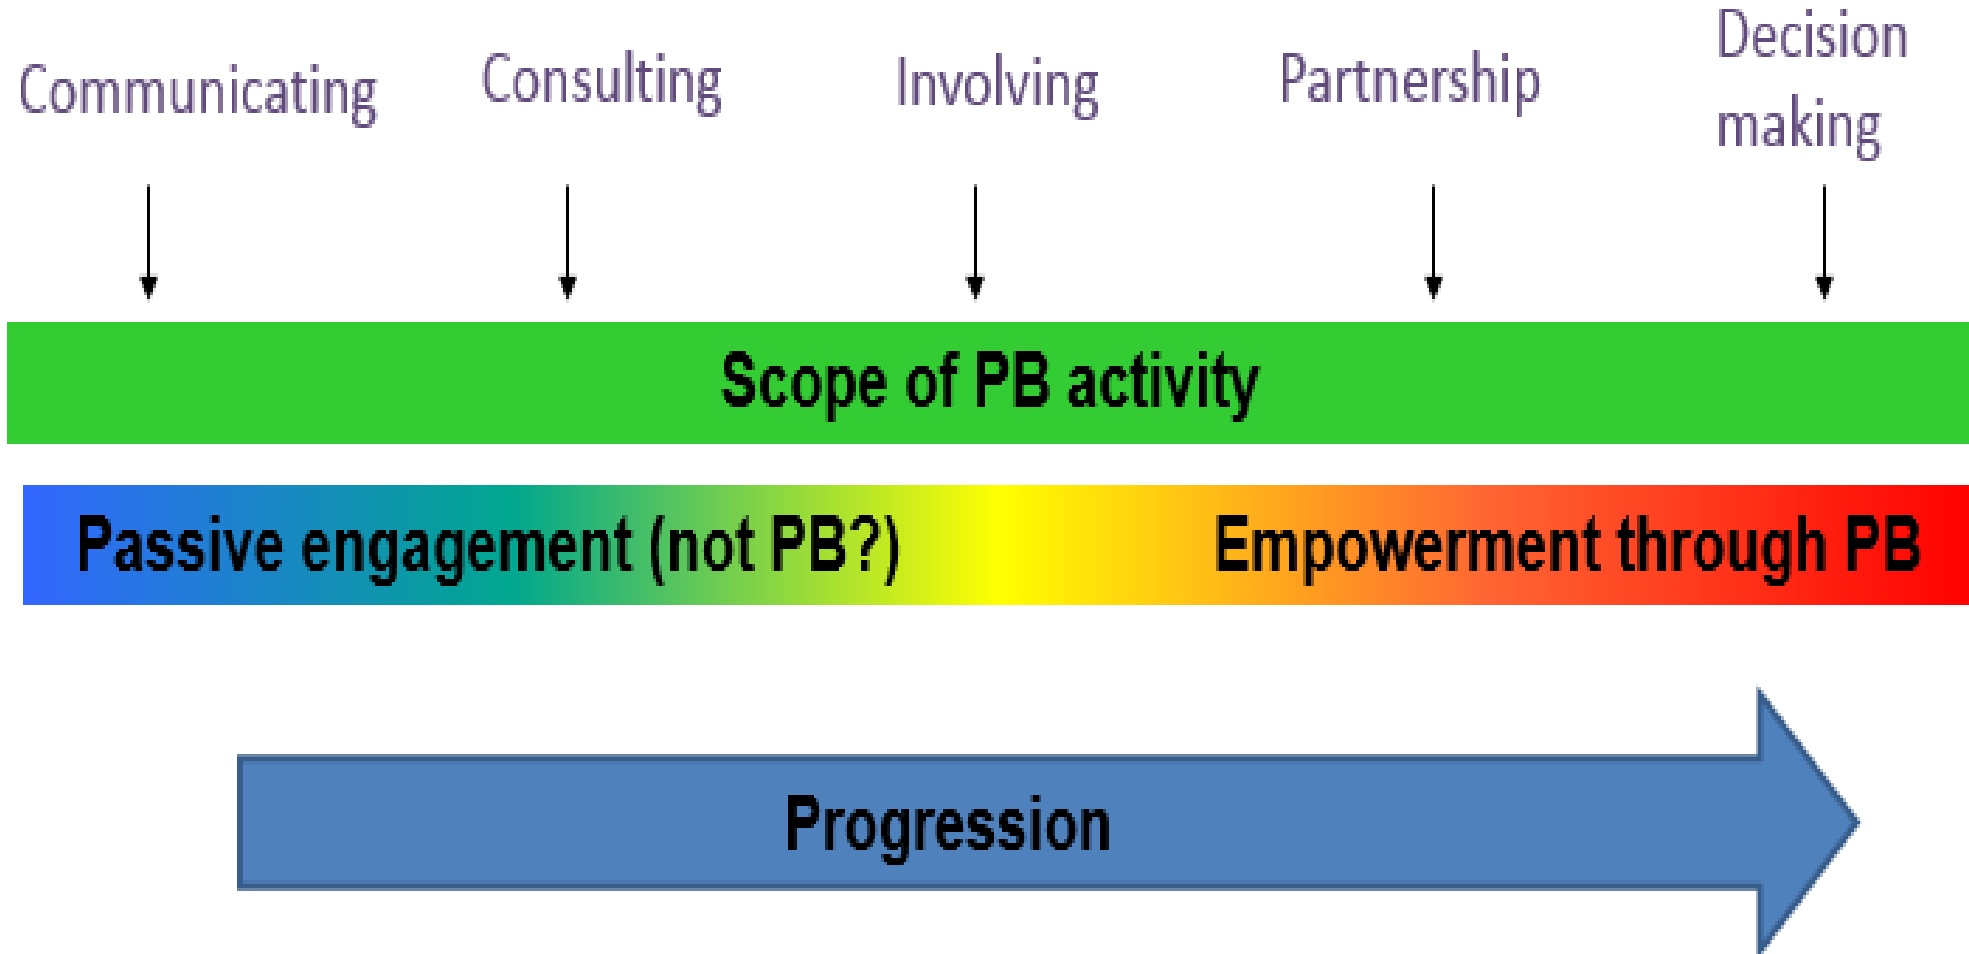 Communicating
Consulting
Involving
Partnership
Decision
making
Scope of PB activity
Passive engagement (not PB?)
Empowerment through PB
Progression